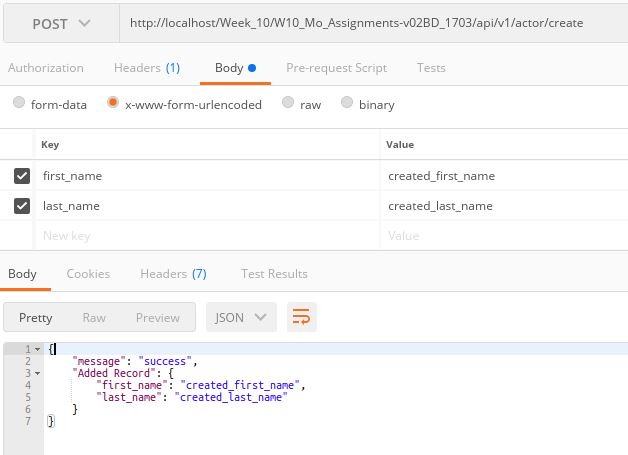 POST http://localhost/Week_10/W10_Mo_Assignments-v02BD_1703/api/v1/actor/create
Authorization Headers (1) Body Pre-request Script Tests
form-data x-www-form-urlencoded raw binary
Key Value
first_name created_first_name
last_name created_last_name
New key Value
Body Cookies Headers (7) Test Results
Pretty Raw Preview JSON
1 {
2 "message": "success",
3 "Added Record": {
4 "first_name": "created_first_name",
5 "last_name": "created_last_name"
6 }
7 }